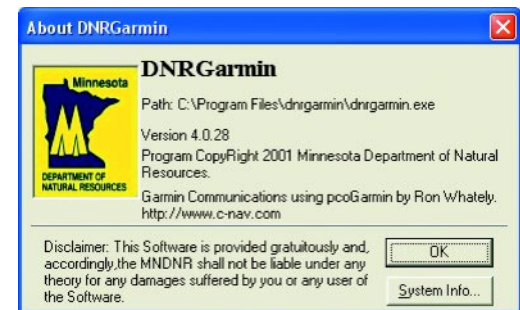 About DNRGarmin
Minnesota
DEPARTMENT OF
NATURAL RESOURCES
DNRGarmin
Path: C:\Program Files\dnrgarmin\dnrgarmin.exe
Version 4.0.28
Program CopyRight 2001 Minnesota Department of Natural
Resources.
Garmin Communications using pcoGarmin by Ron Whately.
http://www.c-nav.com
Disclaimer: This Software is provided gratuitously and,
accordingly,the MNDNR shall not be liable under any
theory for any damages suffered by you or any user of
the Software.
OK
System Info...